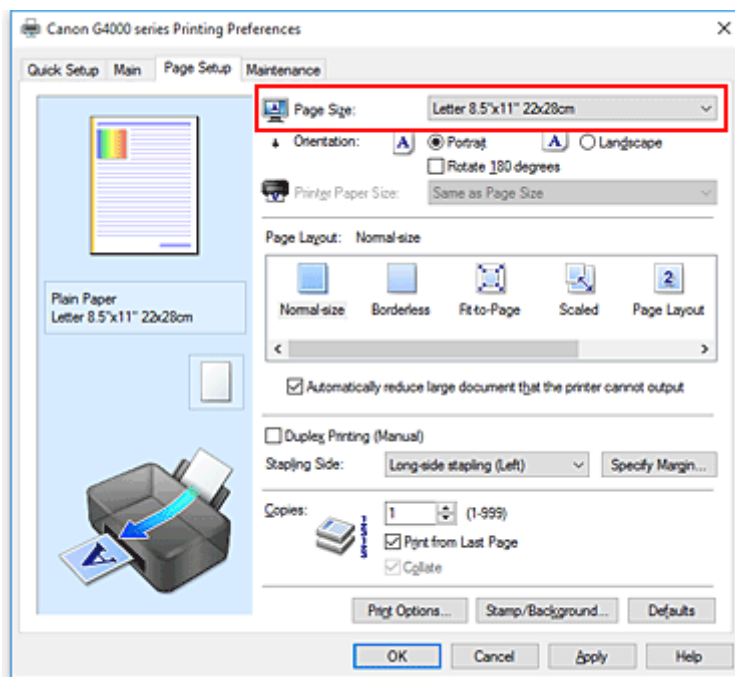 Canon G4000 series Printing Preferences
Quick Setup Main Page Setup Maintenance
Page Size: Letter 8.5"x11" 22x28cm
Orientation: A Portrait A Landscape
Rotate 180 degrees
Printer Paper Size: Same as Page Size
Page Layout: Normal-size
2
Normal-size Borderless Fit-to-Page Scaled Page Layout
Plain Paper
Letter 8.5"x11" 22x28cm
Automatically reduce large document that the printer cannot output
Duplex Printing (Manual)
Stapling Side: Long-side stapling (Left) Specify Margin...
Copies: 1 (1-999)
Print from Last Page
Collate
A
Print Options... Stamp/Background... Defaults
OK Cancel Apply Help